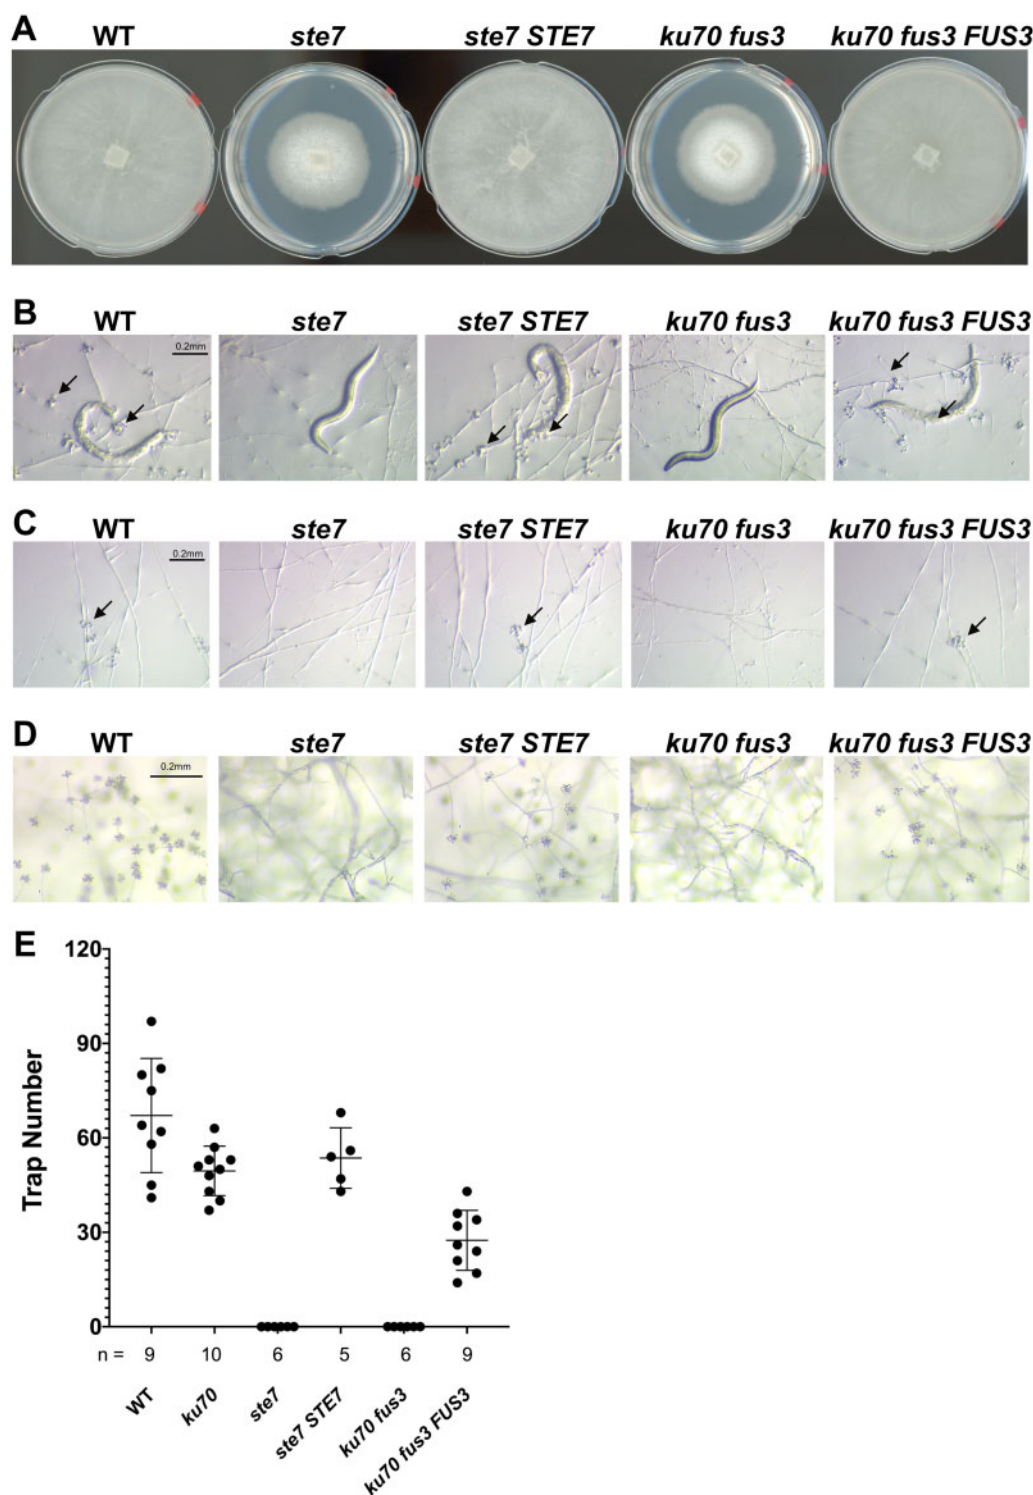 A
WT ste7 ste7 STE7 ku70 fus3 ku70 fus3 FUS3
B
WT ste7 ste7 STE7 ku70 fus3 ku70 fus3 FUS3
0.2mm
C
WT ste7 ste7 STE7 ku70 fus3 ku70 fus3 FUS3
0.2mm
D
WT ste7 ste7 STE7 ku70 fus3 ku70 fus3 FUS3
0.2mm
E
Trap Number
120
90
60
30
0
n = 9 10 6 5 6 9
WT ku70 ste7 ste7 STE7 ku70 fus3 ku70 fus3 FUS3